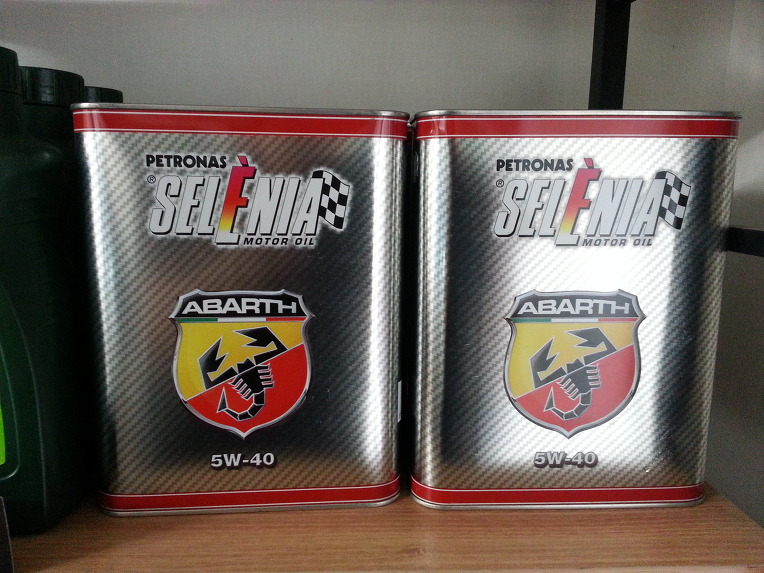 PETRONAS
® SELÈNIA
MOTOR OIL
ABARTH
5W-40
PETRONAS
® SELÈNIA
MOTOR OIL
ABARTH
5W-40